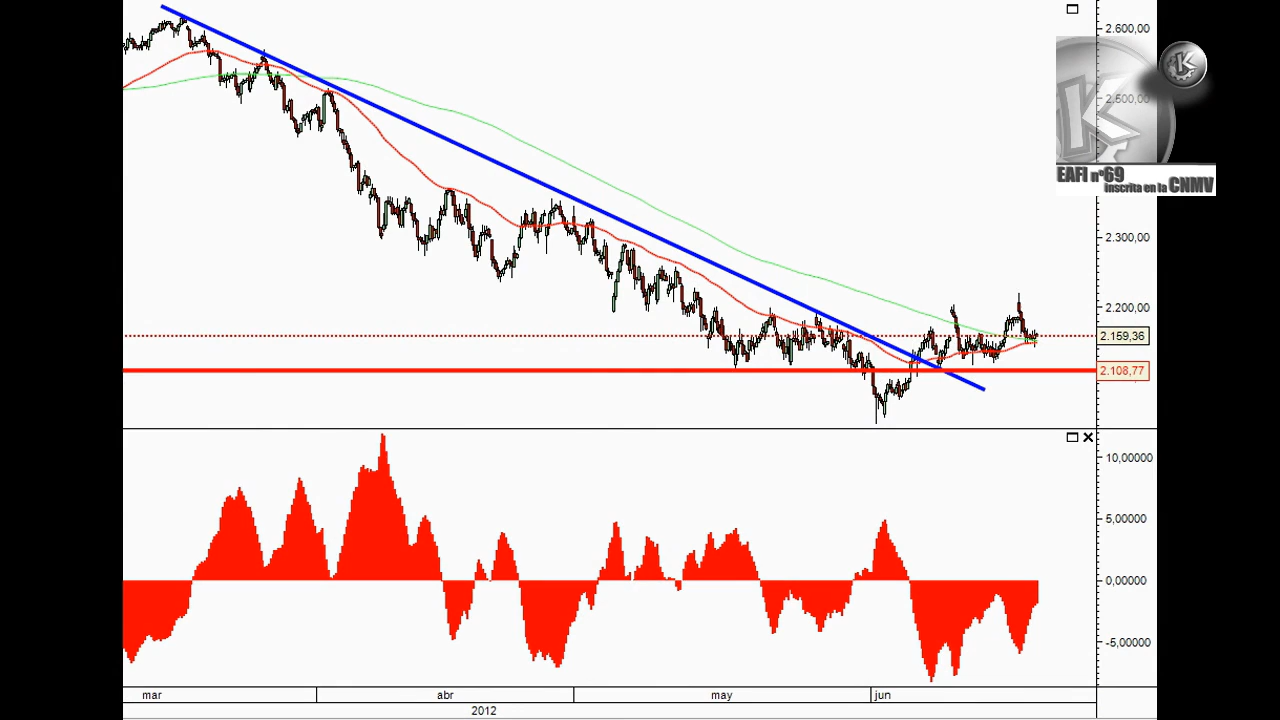 2.600,00
2.500,00
K
K
EAFI nº69
inscrita en la CNMV
2.300,00
2.200,00
2.159,36
2.108,77
10,00000
5,00000
0,00000
-5,00000
mar abr may jun
2012